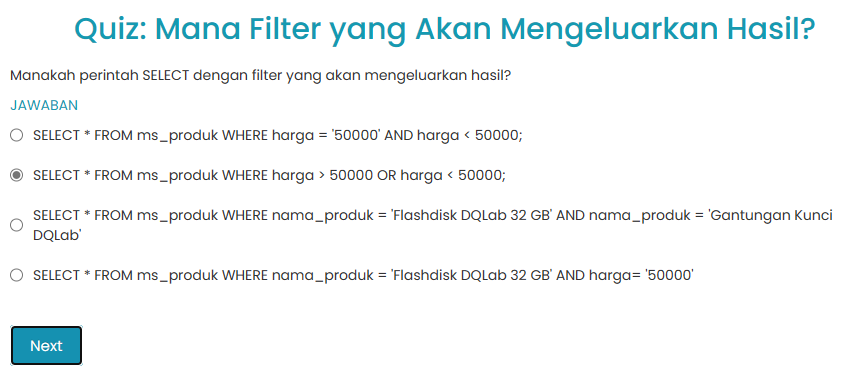 Quiz: Mana Filter yang Akan Mengeluarkan Hasil?
Manakah perintah SELECT dengan filter yang akan mengeluarkan hasil?
JAWABAN
SELECT * FROM ms_produk WHERE harga = '50000' AND harga < 50000;
SELECT * FROM ms_produk WHERE harga > 50000 OR harga < 50000;
SELECT * FROM ms_produk WHERE nama_produk = 'Flashdisk DQLab 32 GB' AND nama_produk = 'Gantungan Kunci
DQLab'
SELECT * FROM ms_produk WHERE nama_produk = 'Flashdisk DQLab 32 GB' AND harga= '50000'
Next